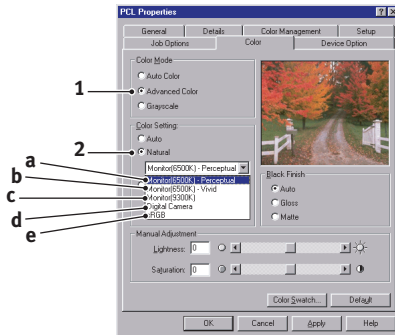 PCL Properties
General Details Color Management Setup
Job Options Color Device Option
Color Mode
Auto Color
1 Advanced Color
Grayscale
Color Setting:
Auto
2 Natural
Monitor(6500K) - Perceptual
a Monitor(6500K) - Perceptual
b Monitor(6500K) - Vivid
c Monitor(9300K)
d Digital Camera
e sRGB
Black Finish
Auto
Gloss
Matte
Manual Adjustment
Lightness: 0
Saturation: 0
Color Swatch... Default
OK Cancel Apply Help